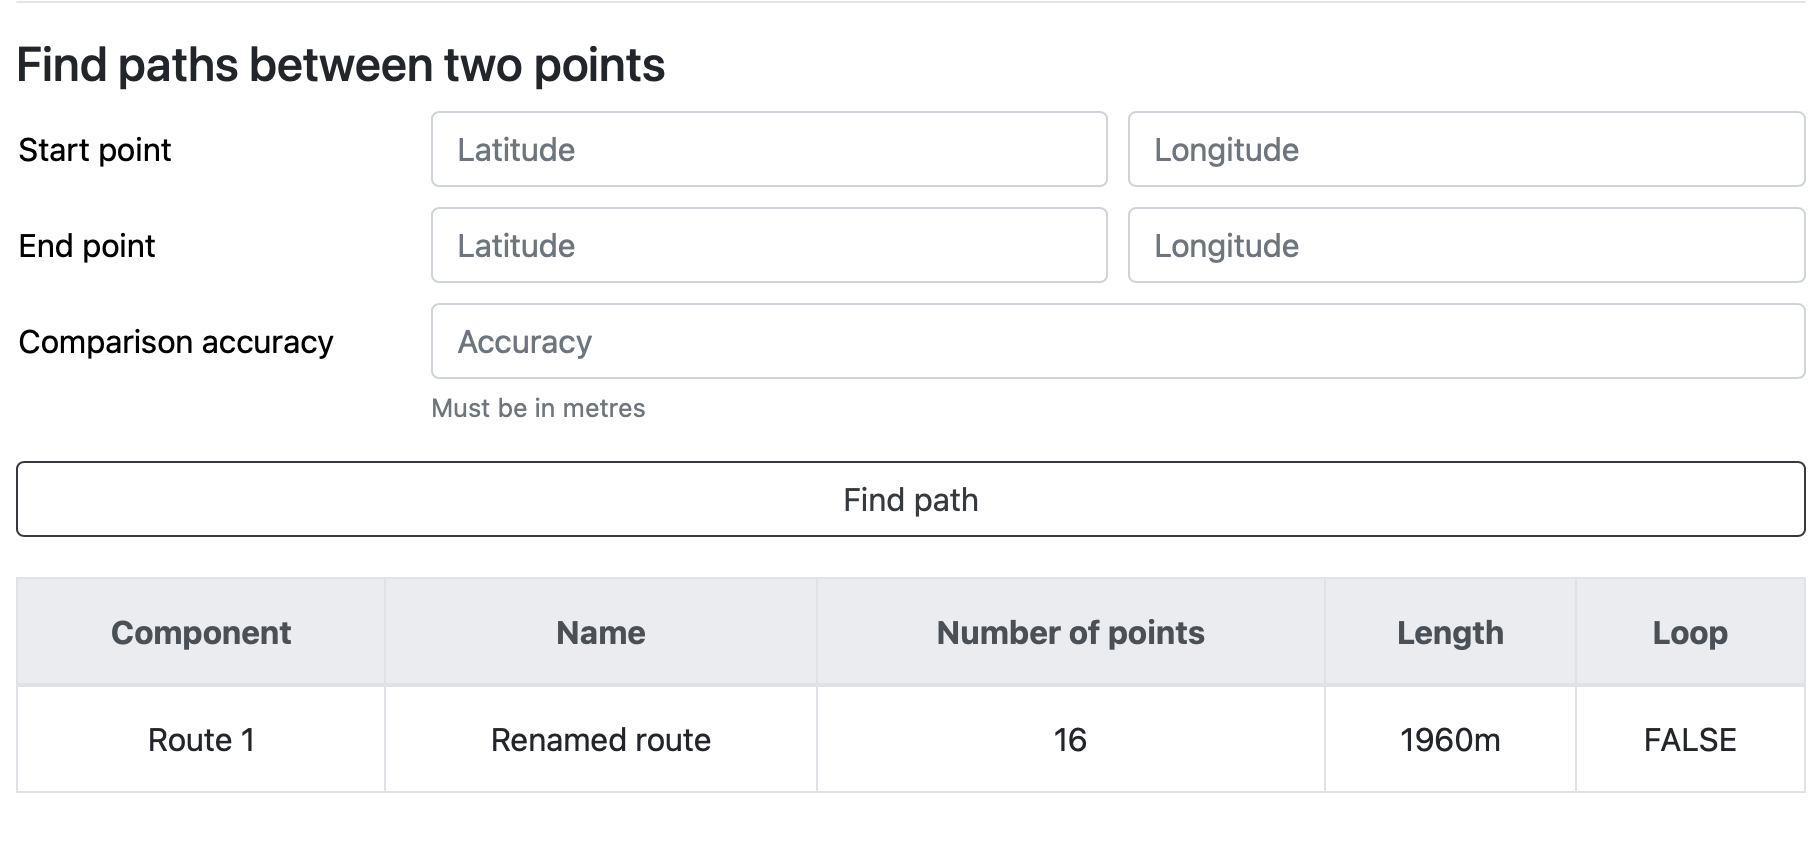 Find paths between two points
Start point Latitude Longitude
End point Latitude Longitude
Comparison accuracy Accuracy
Must be in metres
Find path
Component Name Number of points Length Loop
Route 1 Renamed route 16 1960m FALSE